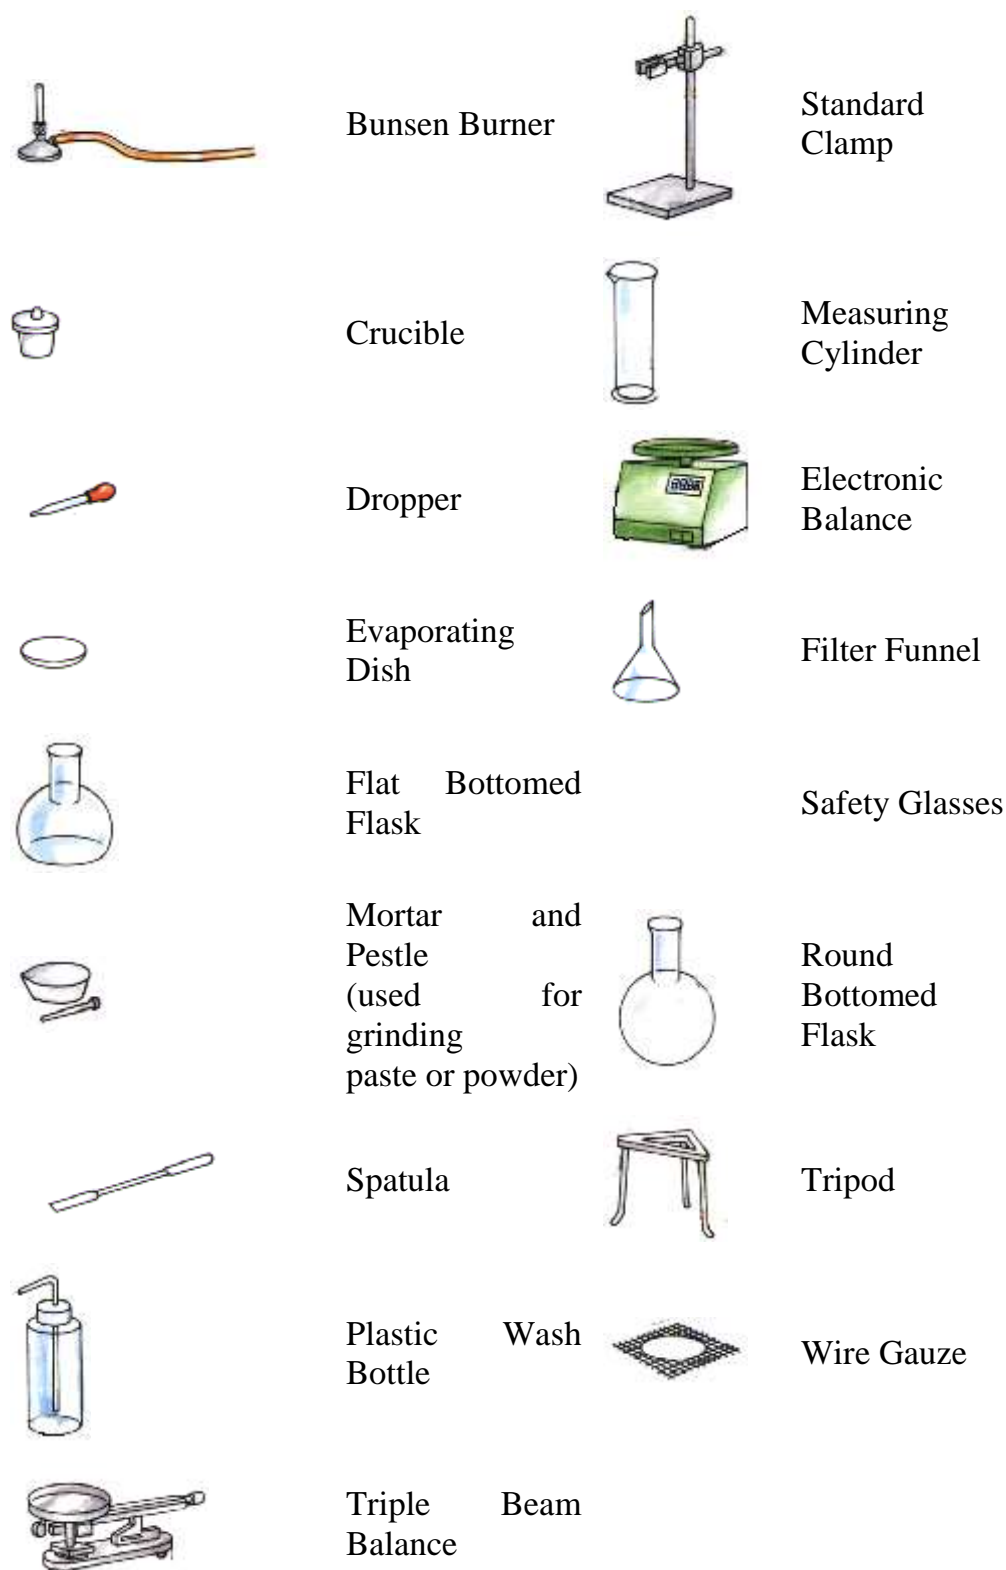 Bunsen Burner
Standard
Clamp
Crucible
Measuring
Cylinder
Dropper
Electronic
Balance
Evaporating
Dish
Filter Funnel
Flat Bottomed
Flask
Safety Glasses
Mortar and
Pestle
(used for
grinding
paste or powder)
Round
Bottomed
Flask
Spatula
Tripod
Plastic Wash
Bottle
Wire Gauze
Triple Beam
Balance